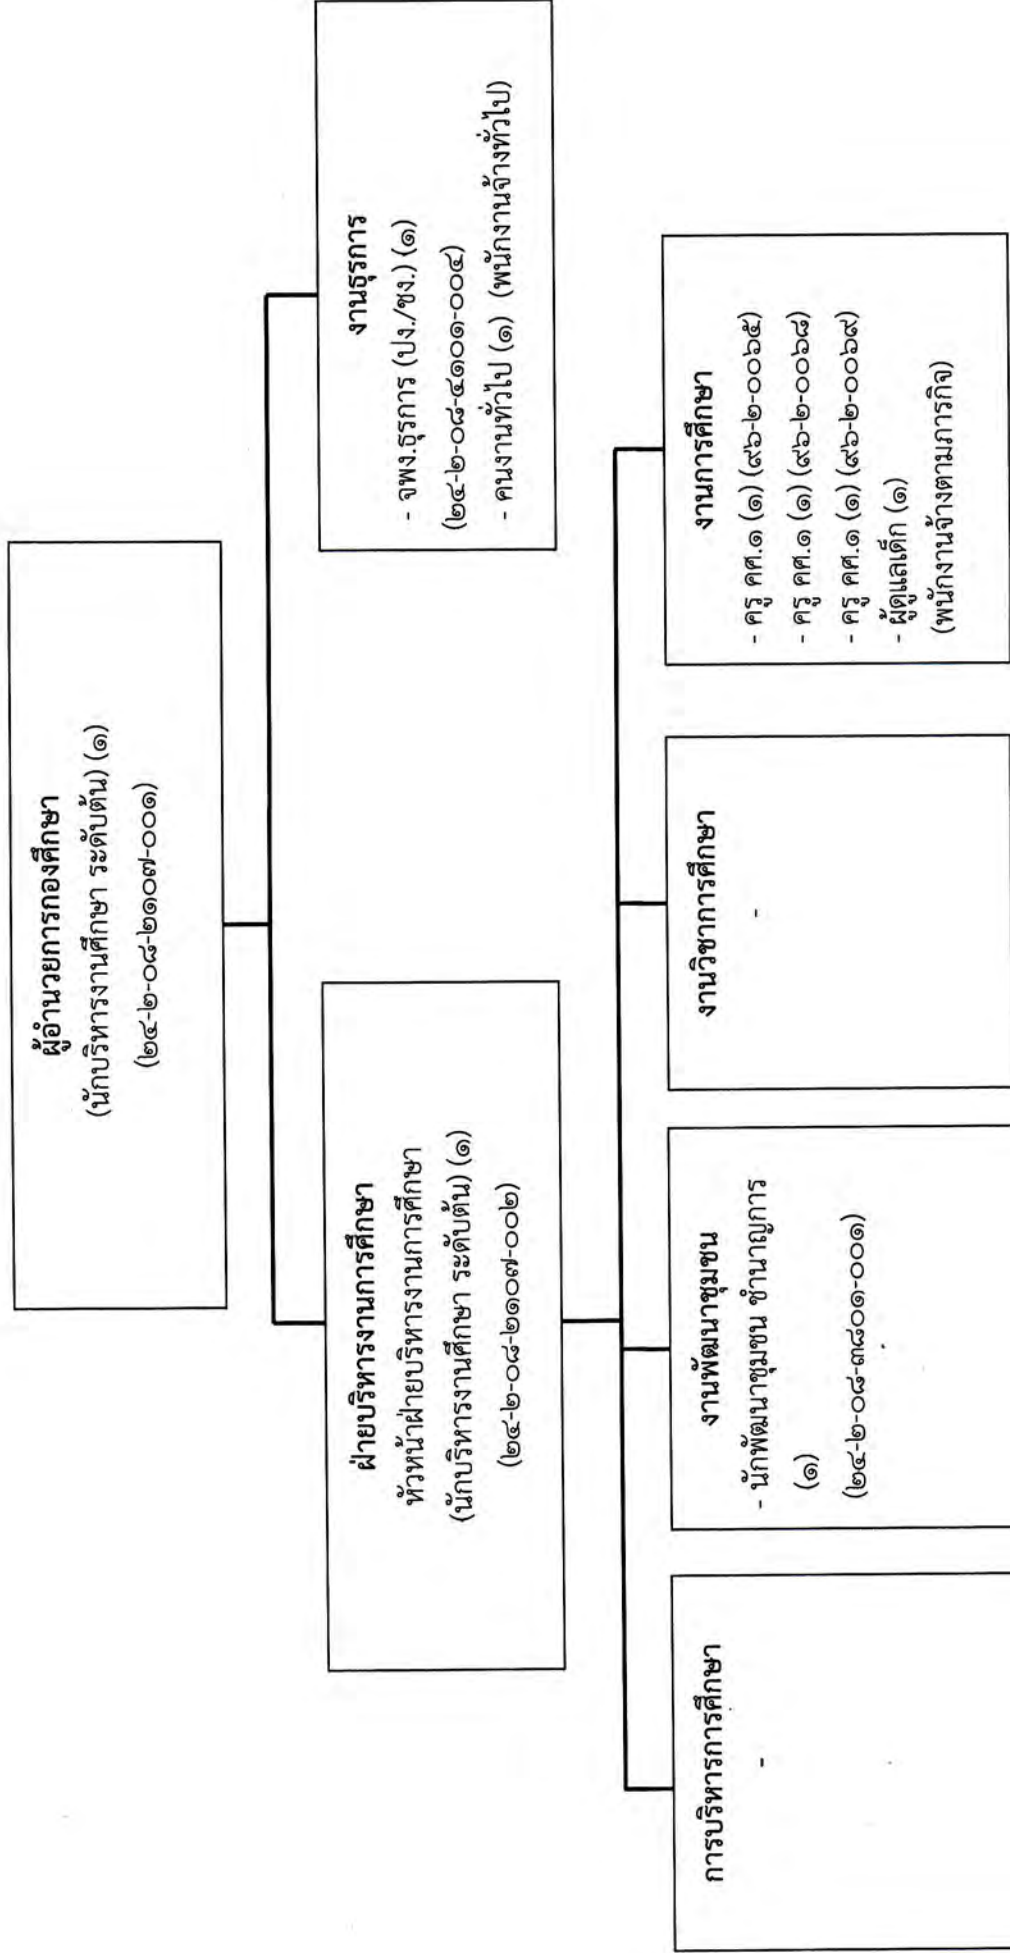 ผู้อำนวยการกองศึกษา
(นักบริหารงานศึกษา ระดับต้น) (๑)
(๒๔-๒-๐๘-๒๑๐๗-๐๐๑)
ฝ่ายบริหารงานการศึกษา
หัวหน้าฝ่ายบริหารงานการศึกษา
(นักบริหารงานศึกษา ระดับต้น) (๑)
(๒๔-๒-๐๘-๒๑๐๗-๐๐๒)
งานธุรการ
- จพง.ธุรการ (ปง./ชง.) (๑)
(๒๔-๒-๐๘-๔๑๐๑-๐๐๔)
- คนงานทั่วไป (๑) (พนักงานจ้างทั่วไป)
การบริหารการศึกษา
-
งานพัฒนาชุมชน
- นักพัฒนาชุมชน ชำนาญการ
(๑)
(๒๔-๒-๐๘-๓๘๐๑-๐๐๑)
งานวิชาการศึกษา
-
งานการศึกษา
- ครู คศ.๑ (๑) (๙๖-๒-๐๐๖๕)
- ครู คศ.๑ (๑) (๙๖-๒-๐๐๖๘)
- ครู คศ.๑ (๑) (๙๖-๒-๐๐๖๙)
- ผู้ดูแลเด็ก (๑)
(พนักงานจ้างตามภารกิจ)